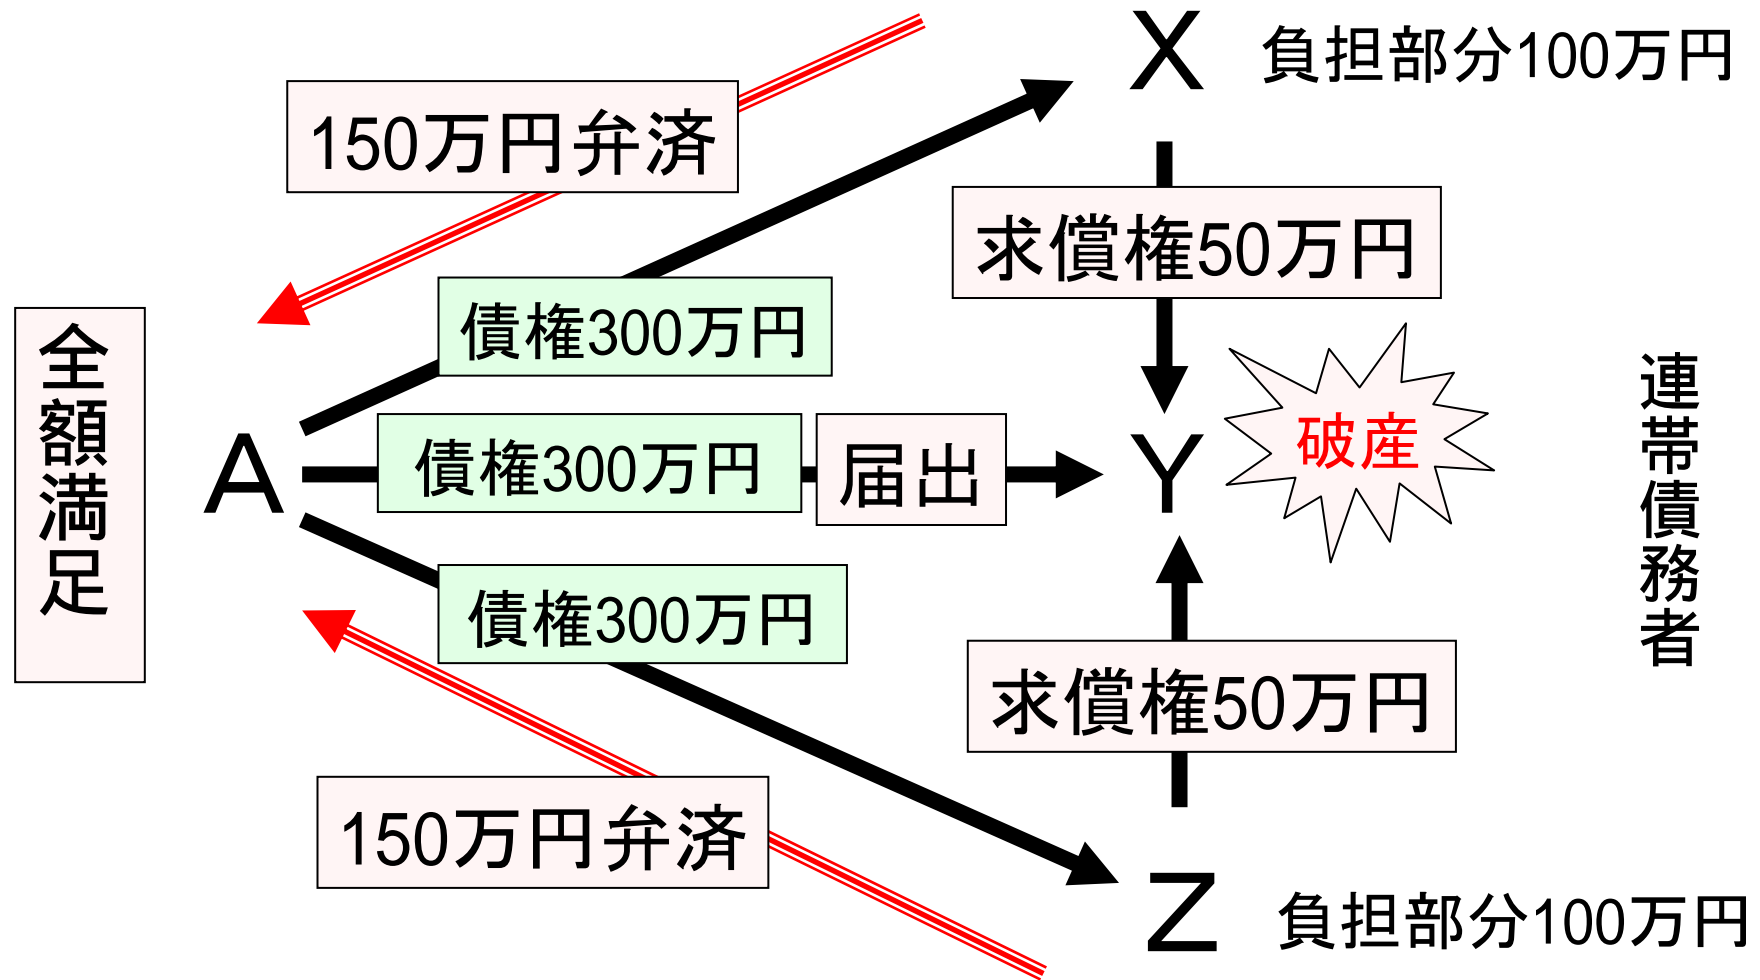 X 負担部分100万円
150万円弁済
求償権50万円
債権300万円
全額満足
A
債権300万円
届出
Y
破産
連帯債務者
債権300万円
求償権50万円
150万円弁済
Z 負担部分100万円